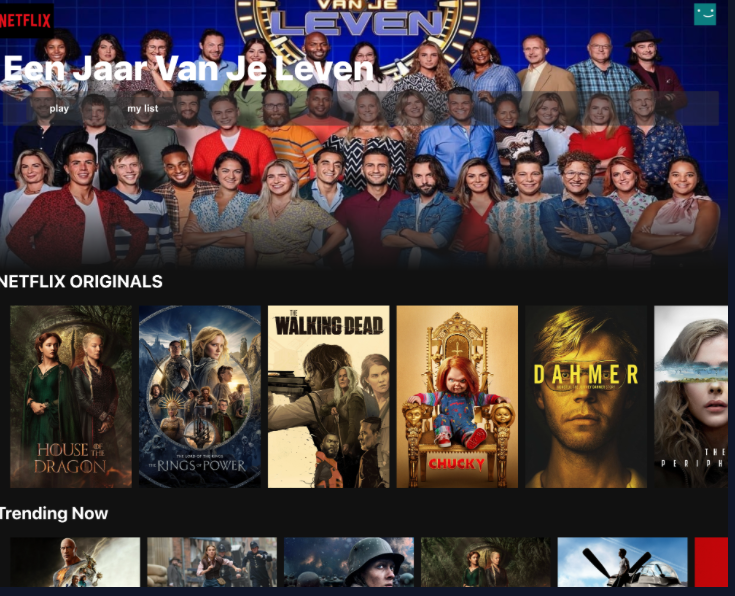 VAN JE
LEVEN
NETFLIX
Een Jaar Van Je Leven
play my list
NETFLIX ORIGINALS
HOUSE OF THE
DRAGON
THE LORD OF THE RINGS
THE RINGS OF POWER
THE
WALKING DEAD
CHUCKY
DAHMER
THE
PERIPH
Trending Now